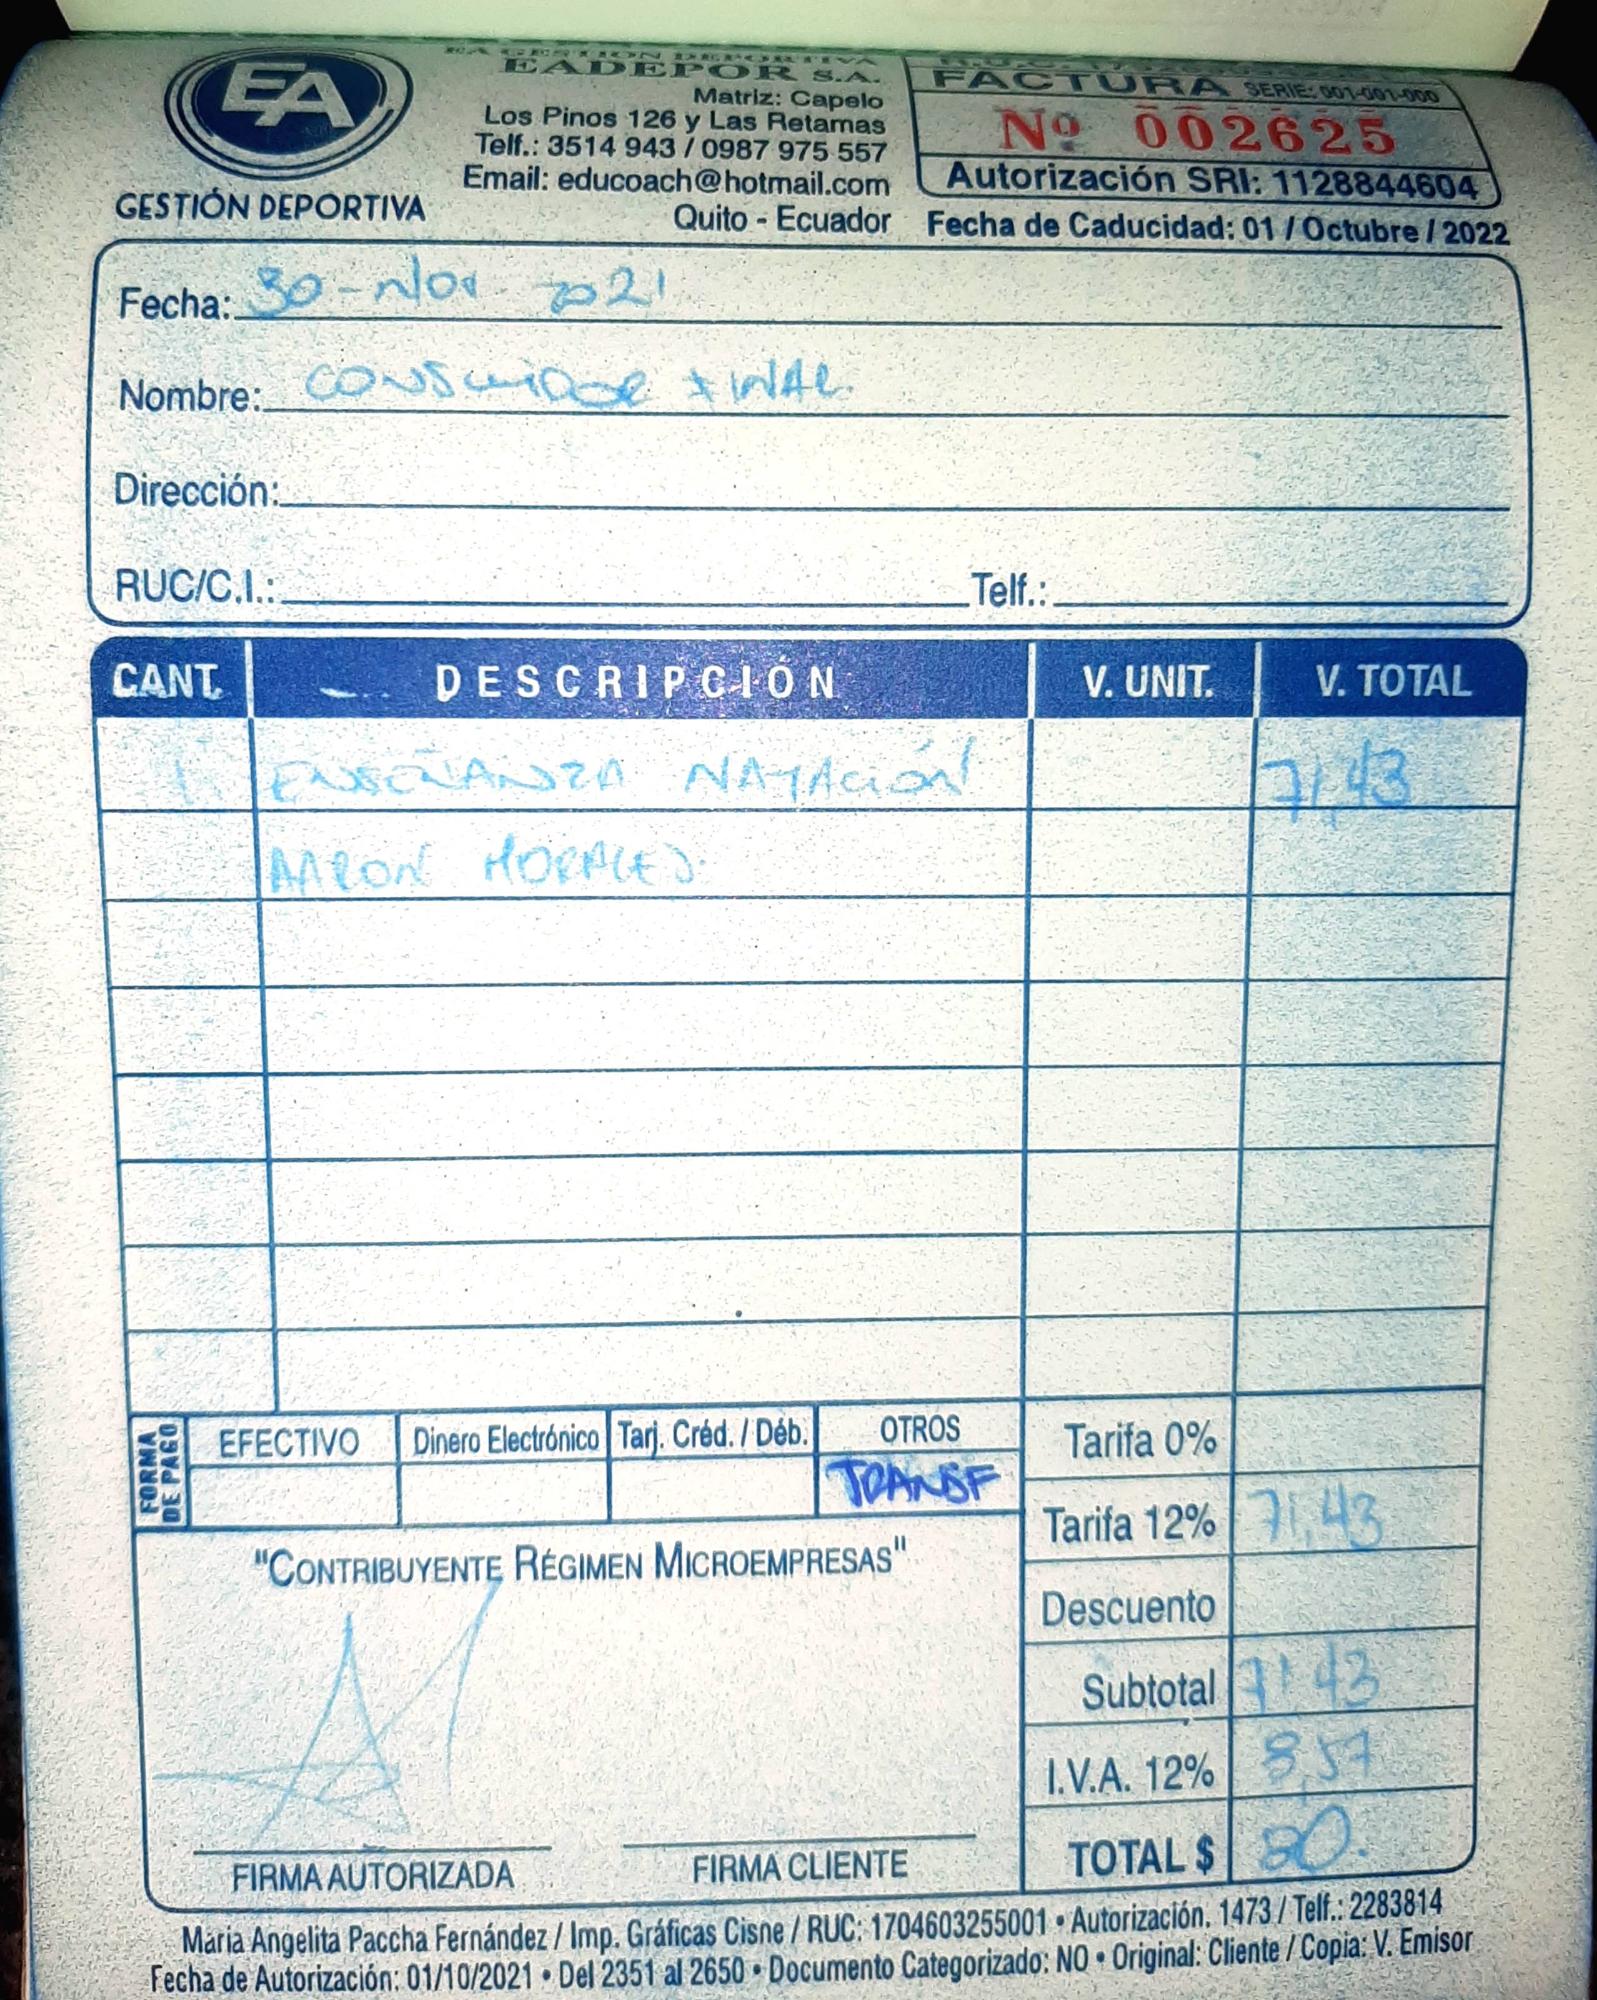 EA
GESTIÓN DEPORTIVA
EA GESTION DEPORTIVA
EADEPOR S.A.
Matriz: Capelo
Los Pinos 126 y Las Retamas
Telf.: 3514 943 / 0987 975 557
Email: educoach@hotmail.com
Quito - Ecuador
FACTURA SERIE: 001-001-000
Nº 002625
Autorización SRI: 1128844604
Fecha de Caducidad: 01 / Octubre / 2022
Fecha: 30-Nov-2021
Nombre: CONSUMIDOR FINAL.
Dirección:
RUC/C.I.: Telf.:
CANT. DESCRIPCIÓN V. UNIT. V. TOTAL
1 ENSEÑANZA NATACIÓN 71,43
AARON MORALES.
FORMA DE PAGO EFECTIVO Dinero Electrónico Tarj. Créd. / Déb. OTROS
TRANSF
Tarifa 0%
Tarifa 12% 71,43
"CONTRIBUYENTE RÉGIMEN MICROEMPRESAS"
Descuento
Subtotal 71,43
I.V.A. 12% 8,57
TOTAL $ 80.
FIRMA AUTORIZADA FIRMA CLIENTE
Maria Angelita Paccha Fernández / Imp. Gráficas Cisne / RUC: 1704603255001 • Autorización. 1473 / Telf.: 2283814
Fecha de Autorización: 01/10/2021 • Del 2351 al 2650 • Documento Categorizado: NO • Original: Cliente / Copia: V. Emisor